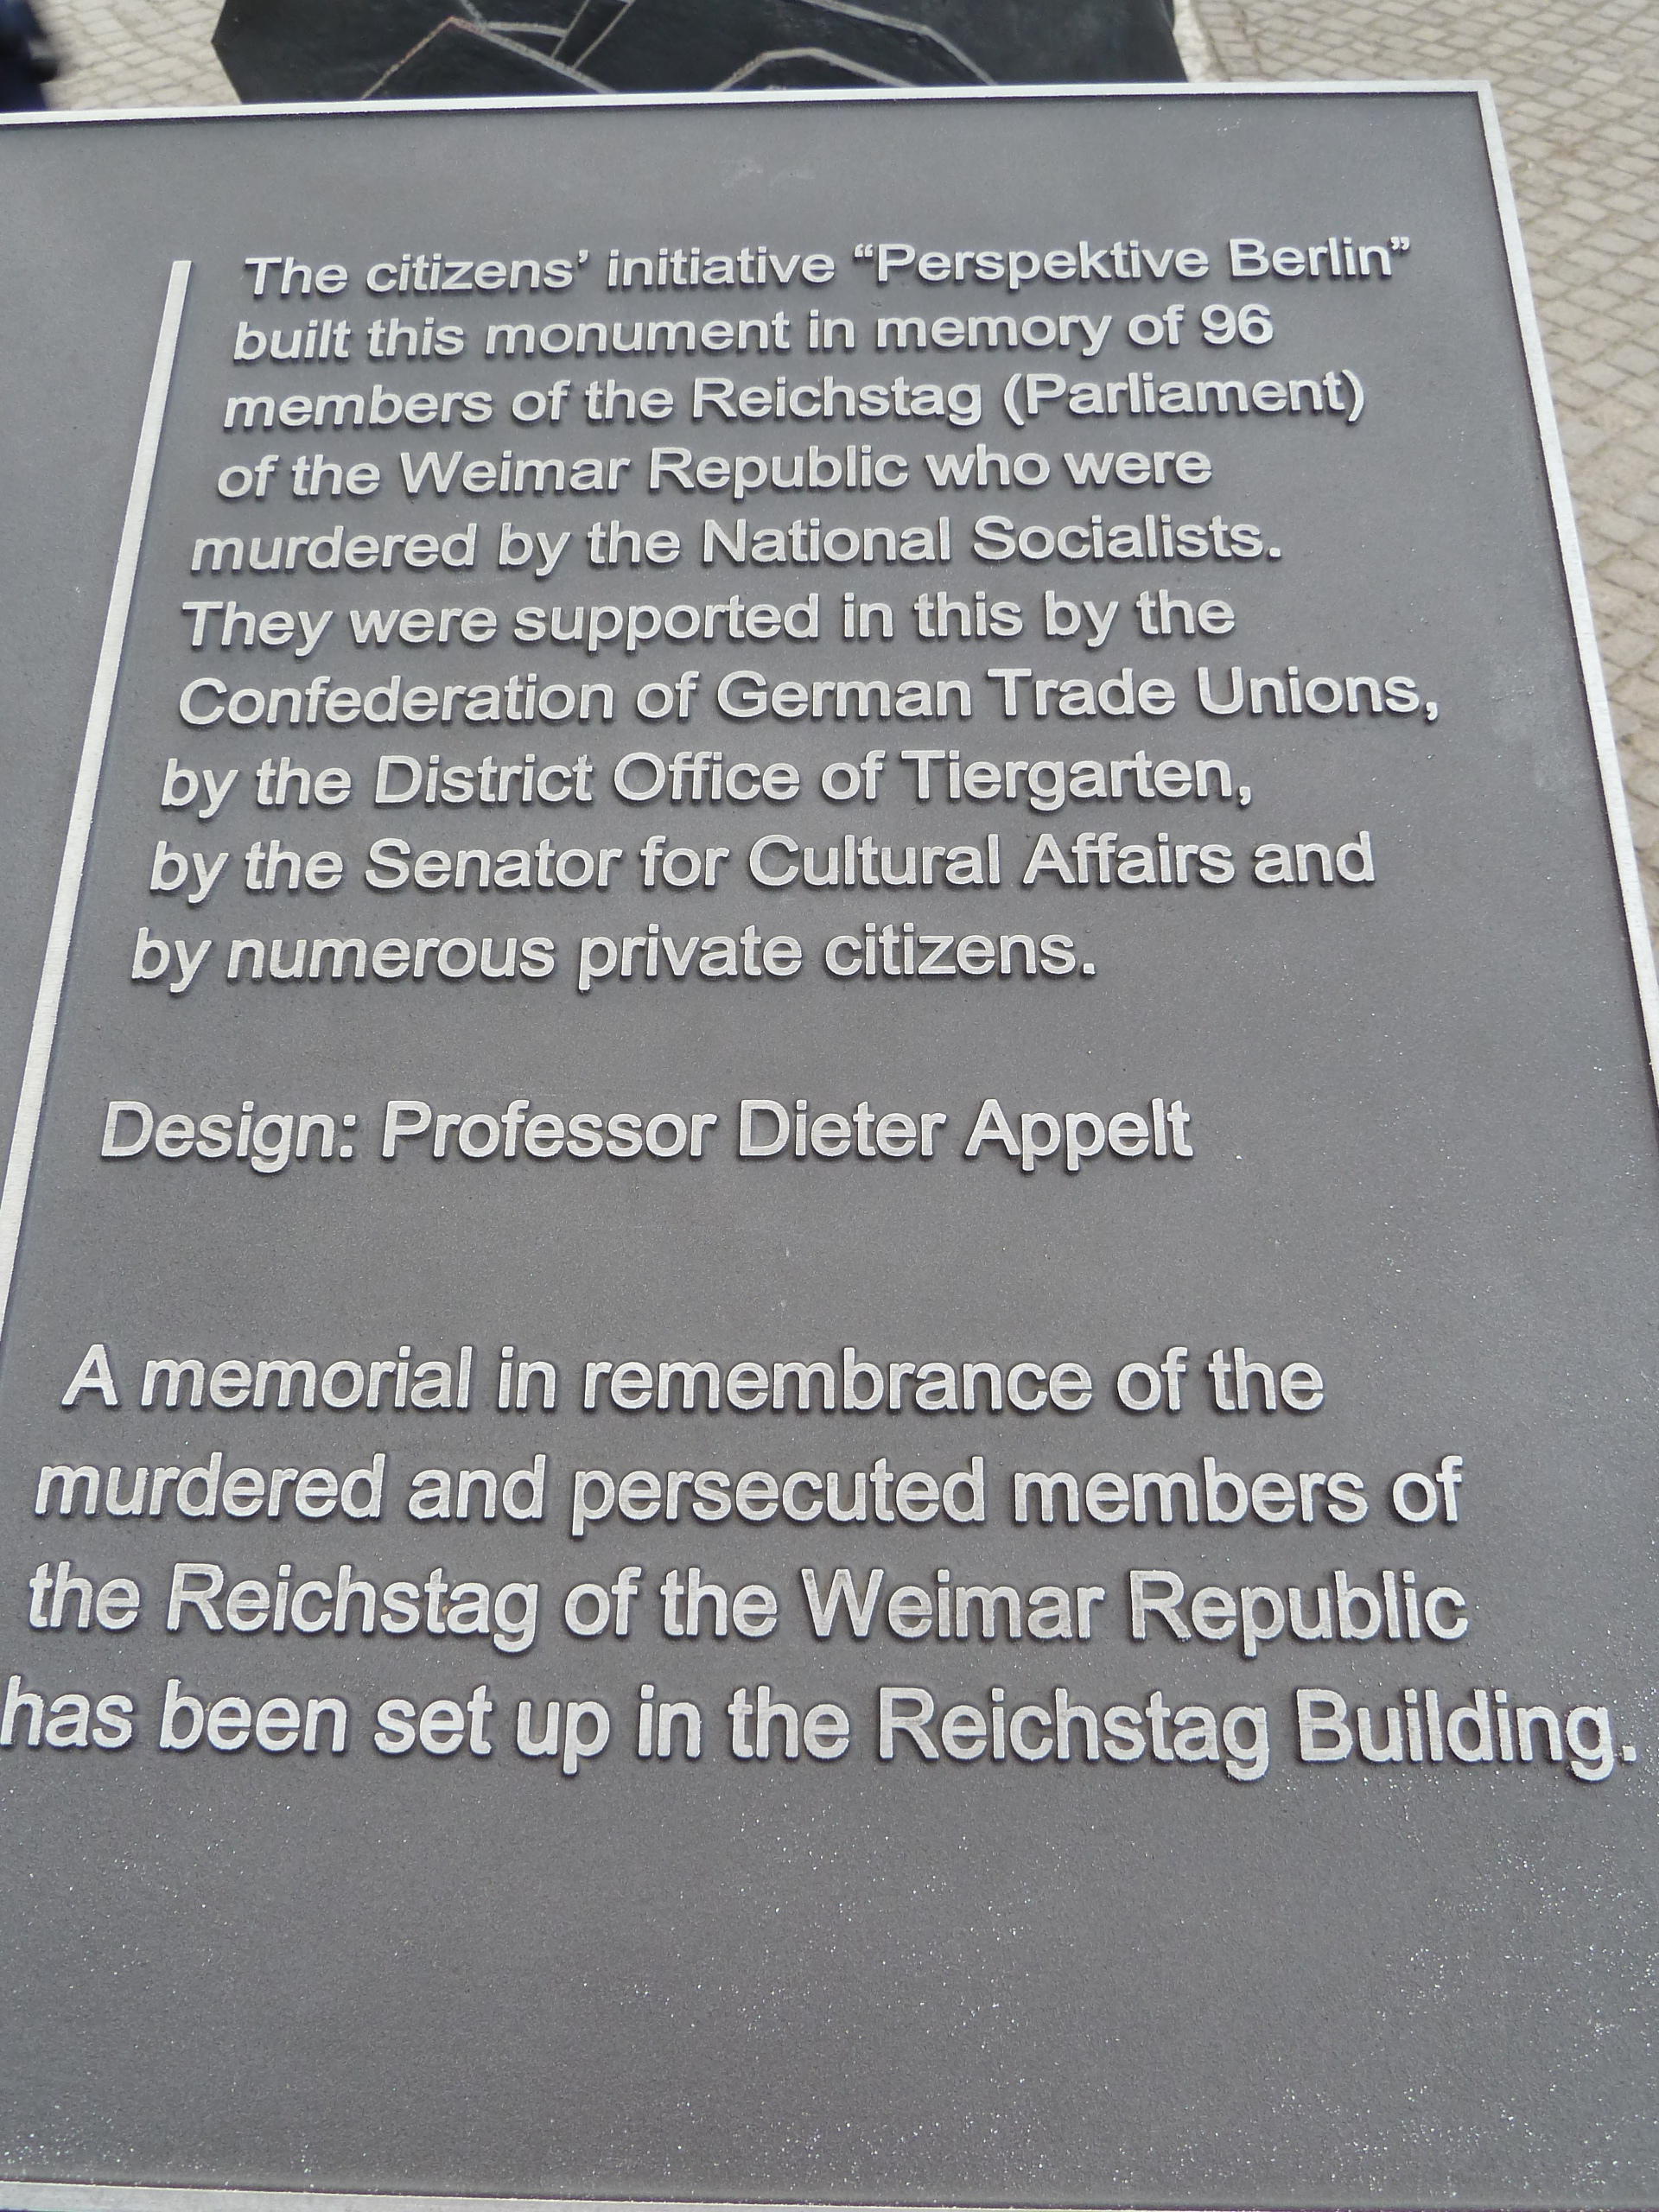 The citizens’ initiative “Perspektive Berlin”
built this monument in memory of 96
members of the Reichstag (Parliament)
of the Weimar Republic who were
murdered by the National Socialists.
They were supported in this by the
Confederation of German Trade Unions,
by the District Office of Tiergarten,
by the Senator for Cultural Affairs and
by numerous private citizens.
Design: Professor Dieter Appelt
A memorial in remembrance of the
murdered and persecuted members of
the Reichstag of the Weimar Republic
has been set up in the Reichstag Building.